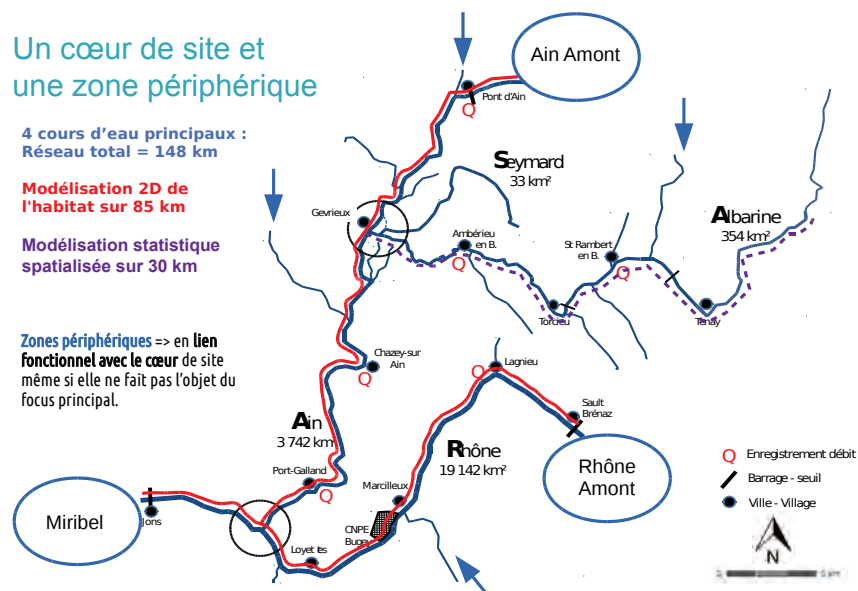 Un cœur de site et
une zone périphérique
4 cours d'eau principaux :
Réseau total = 148 km
Modélisation 2D de
l'habitat sur 85 km
Modélisation statistique
spatialisée sur 30 km
Zones périphériques => en lien
fonctionnel avec le cœur de site
même si elle ne fait pas l'objet du
focus principal.
Ain Amont
Pont d'Ain
Q
Seymard
33 km²
Albarine
354 km²
Gevrieux
Ambérieu
en B.
Q
St Rambert
en B.
Q
Torcieu
Tenay
Chazey-sur
Ain
Q
Lagnieu
Q
Sault
Brénaz
Ain
3 742 km²
Rhône
19 142 km²
Port-Galland
Q
Marcilleux
CNPE
Bugey
Loyettes
Jons
Miribel
Rhône
Amont
Q Enregistrement débit
Barrage - seuil
Ville - Village
N
5 km